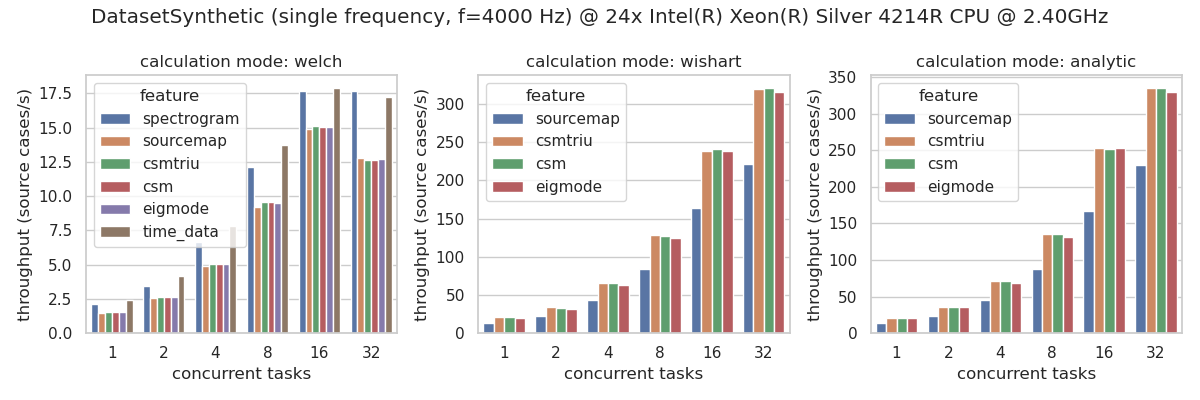 DatasetSynthetic (single frequency, f=4000 Hz) @ 24x Intel(R) Xeon(R) Silver 4214R CPU @ 2.40GHz
calculation mode: welch
throughput (source cases/s)
17.5
15.0
12.5
10.0
7.5
5.0
2.5
0.0
feature
spectrogram
sourcemap
csmtriu
csm
eigmode
time_data
1 2 4 8 16 32
concurrent tasks
calculation mode: wishart
throughput (source cases/s)
300
250
200
150
100
50
0
feature
sourcemap
csmtriu
csm
eigmode
1 2 4 8 16 32
concurrent tasks
calculation mode: analytic
throughput (source cases/s)
350
300
250
200
150
100
50
0
feature
sourcemap
csmtriu
csm
eigmode
1 2 4 8 16 32
concurrent tasks